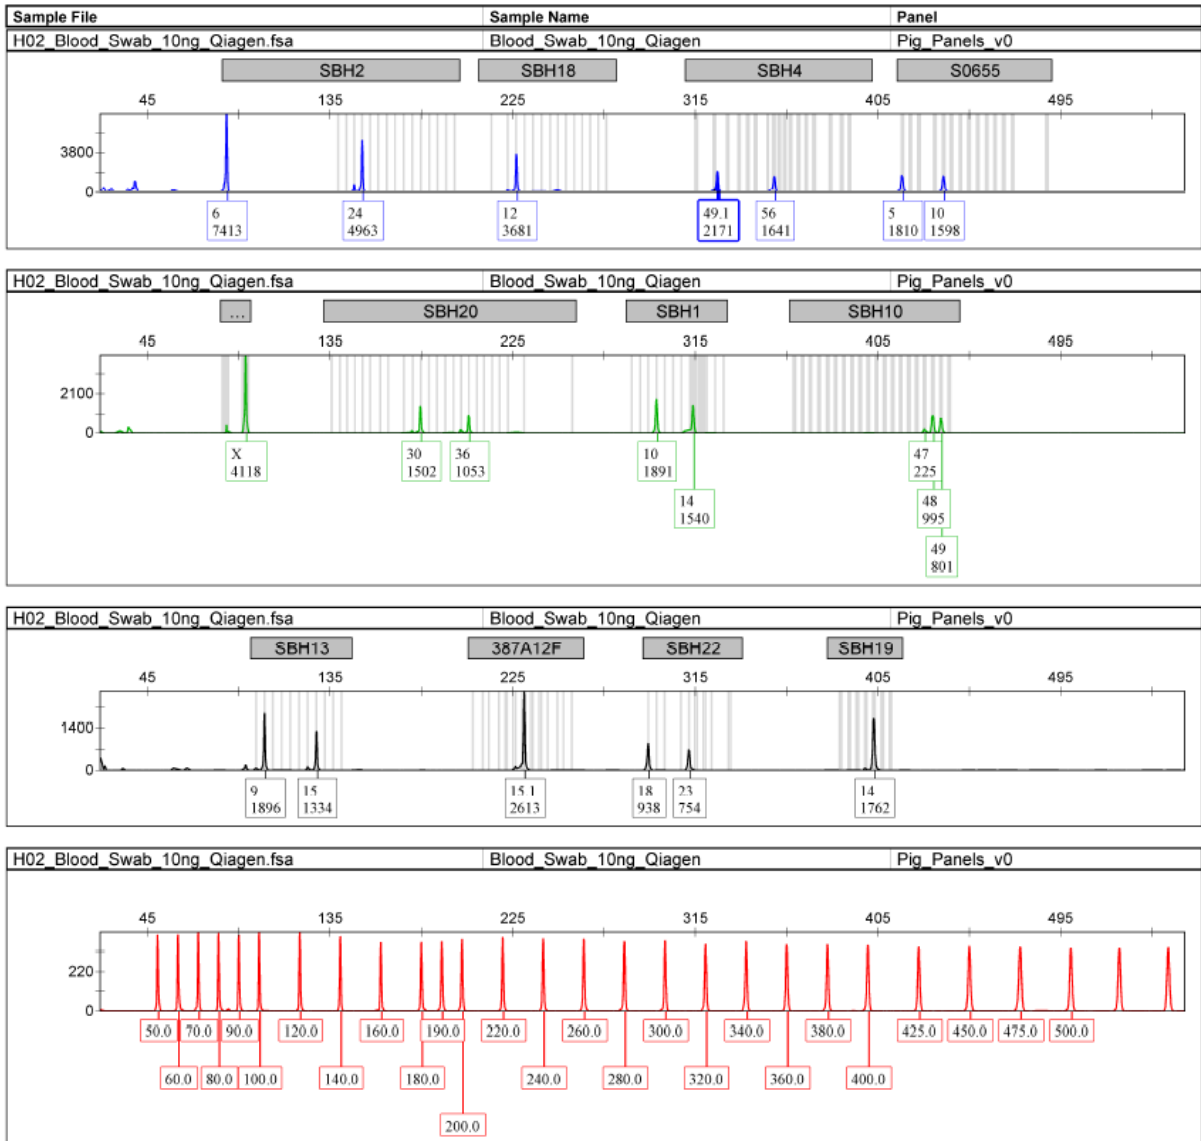 Sample File Sample Name Panel
H02_Blood_Swab_10ng_Qiagen.fsa Blood_Swab_10ng_Qiagen Pig_Panels_v0
SBH2 SBH18 SBH4 S0655
45 135 225 315 405 495
3800
0
6 24 12 49.1 56 5 10
7413 4963 3681 2171 1641 1810 1598
H02_Blood_Swab_10ng_Qiagen.fsa Blood_Swab_10ng_Qiagen Pig_Panels_v0
... SBH20 SBH1 SBH10
45 135 225 315 405 495
2100
0
X 30 36 10 47
4118 1502 1053 1891 225
14 48
1540 995
49
801
H02_Blood_Swab_10ng_Qiagen.fsa Blood_Swab_10ng_Qiagen Pig_Panels_v0
SBH13 387A12F SBH22 SBH19
45 135 225 315 405 495
1400
0
9 15 15.1 18 23 14
1896 1334 2613 938 754 1762
H02_Blood_Swab_10ng_Qiagen.fsa Blood_Swab_10ng_Qiagen Pig_Panels_v0
45 135 225 315 405 495
220
0
50.0 70.0 90.0 120.0 160.0 190.0 220.0 260.0 300.0 340.0 380.0 425.0 450.0 475.0 500.0
60.0 80.0 100.0 140.0 180.0 240.0 280.0 320.0 360.0 400.0
200.0